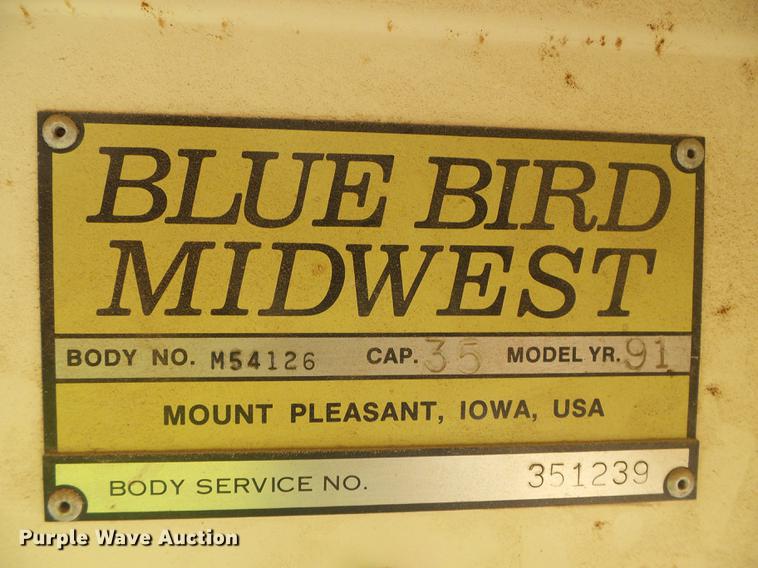 BLUE BIRD
MIDWEST
BODY NO. M54126 CAP. 35 MODEL YR. 91
MOUNT PLEASANT, IOWA, USA
BODY SERVICE NO. 351239
Purple Wave Auction